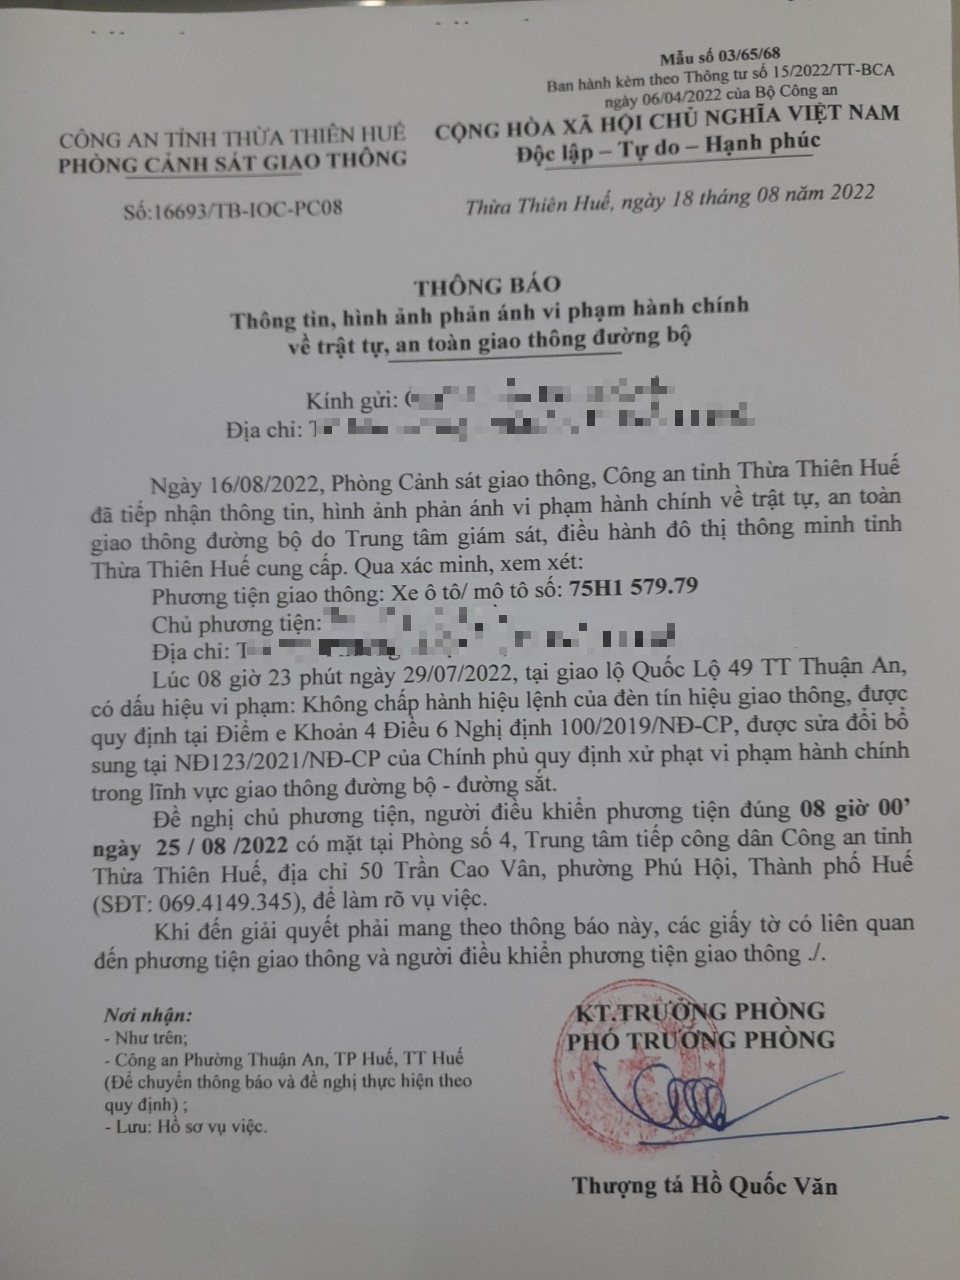 Mẫu số 03/65/68
Ban hành kèm theo Thông tư số 15/2022/TT-BCA
ngày 06/04/2022 của Bộ Công an
CÔNG AN TỈNH THỪA THIÊN HUẾ
PHÒNG CẢNH SÁT GIAO THÔNG
CỘNG HÒA XÃ HỘI CHỦ NGHĨA VIỆT NAM
Độc lập – Tự do – Hạnh phúc
Số:16693/TB-IOC-PC08
Thừa Thiên Huế, ngày 18 tháng 08 năm 2022
THÔNG BÁO
Thông tin, hình ảnh phản ánh vi phạm hành chính
về trật tự, an toàn giao thông đường bộ
Kính gửi:
Địa chỉ:
Ngày 16/08/2022, Phòng Cảnh sát giao thông, Công an tỉnh Thừa Thiên Huế
đã tiếp nhận thông tin, hình ảnh phản ánh vi phạm hành chính về trật tự, an toàn
giao thông đường bộ do Trung tâm giám sát, điều hành đô thị thông minh tỉnh
Thừa Thiên Huế cung cấp. Qua xác minh, xem xét:
Phương tiện giao thông: Xe ô tô/ mô tô số: 75H1 579.79
Chủ phương tiện:
Địa chỉ:
Lúc 08 giờ 23 phút ngày 29/07/2022, tại giao lộ Quốc Lộ 49 TT Thuận An,
có dấu hiệu vi phạm: Không chấp hành hiệu lệnh của đèn tín hiệu giao thông, được
quy định tại Điểm e Khoản 4 Điều 6 Nghị định 100/2019/NĐ-CP, được sửa đổi bổ
sung tại NĐ123/2021/NĐ-CP của Chính phủ quy định xử phạt vi phạm hành chính
trong lĩnh vực giao thông đường bộ - đường sắt.
Đề nghị chủ phương tiện, người điều khiển phương tiện đúng 08 giờ 00’
ngày 25 / 08 /2022 có mặt tại Phòng số 4, Trung tâm tiếp công dân Công an tỉnh
Thừa Thiên Huế, địa chỉ 50 Trần Cao Vân, phường Phú Hội, Thành phố Huế
(SĐT: 069.4149.345), để làm rõ vụ việc.
Khi đến giải quyết phải mang theo thông báo này, các giấy tờ có liên quan
đến phương tiện giao thông và người điều khiển phương tiện giao thông ./.
Nơi nhận:
- Như trên;
- Công an Phường Thuận An, TP Huế, TT Huế
(Để chuyển thông báo và đề nghị thực hiện theo
quy định) ;
- Lưu: Hồ sơ vụ việc.
KT.TRƯỞNG PHÒNG
PHÓ TRƯỞNG PHÒNG
Thượng tá Hồ Quốc Văn